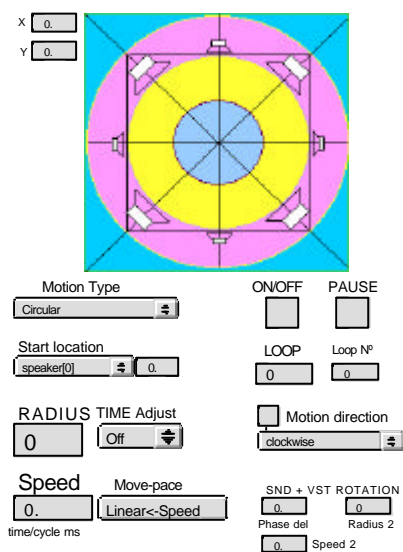 X 0.
Y 0.
Motion Type
ON/OFF PAUSE
Circular
Start location
LOOP Loop Nº
speaker[0] 0.
0 0
RADIUS TIME Adjust
Motion direction
0 Off
clockwise
Speed Move-pace
SND + VST ROTATION
0. Linear<-Speed
0. 0
time/cycle ms
Phase del Radius 2
0. Speed 2